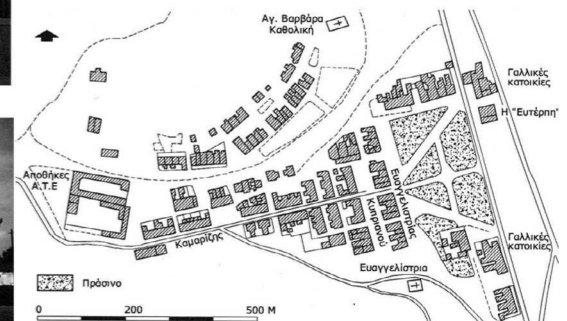 Αγ. Βαρβάρα
Καθολική
Γαλλικές
κατοικίες
Η "Ευτέρπη"
Αποθήκες
Α.Τ.Ε
Ευαγγελιστρίας
Κυπριανού
Καμαρίζης
Γαλλικές
κατοικίες
Ευαγγελίστρια
Πράσινο
0 200 500 M